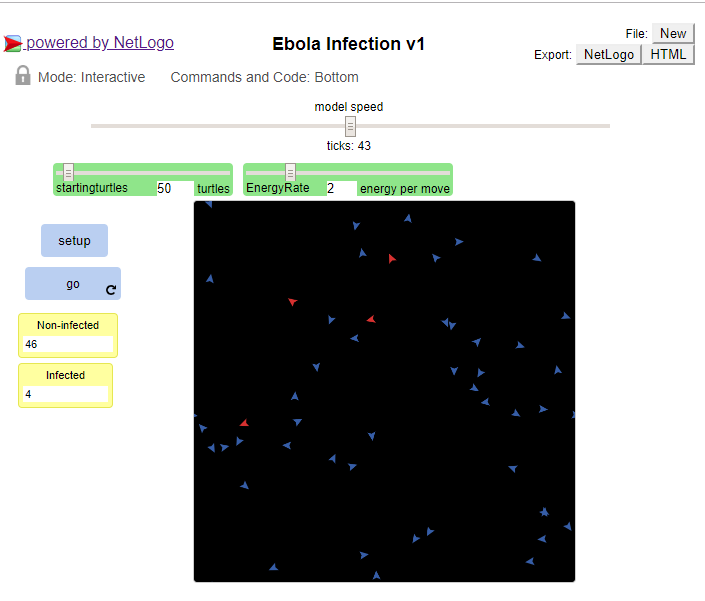 File: New
powered by NetLogo
Ebola Infection v1
Export: NetLogo HTML
Mode: Interactive Commands and Code: Bottom
model speed
ticks: 43
startingturtles 50 turtles
EnergyRate 2 energy per move
setup
go
Non-infected
46
Infected
4